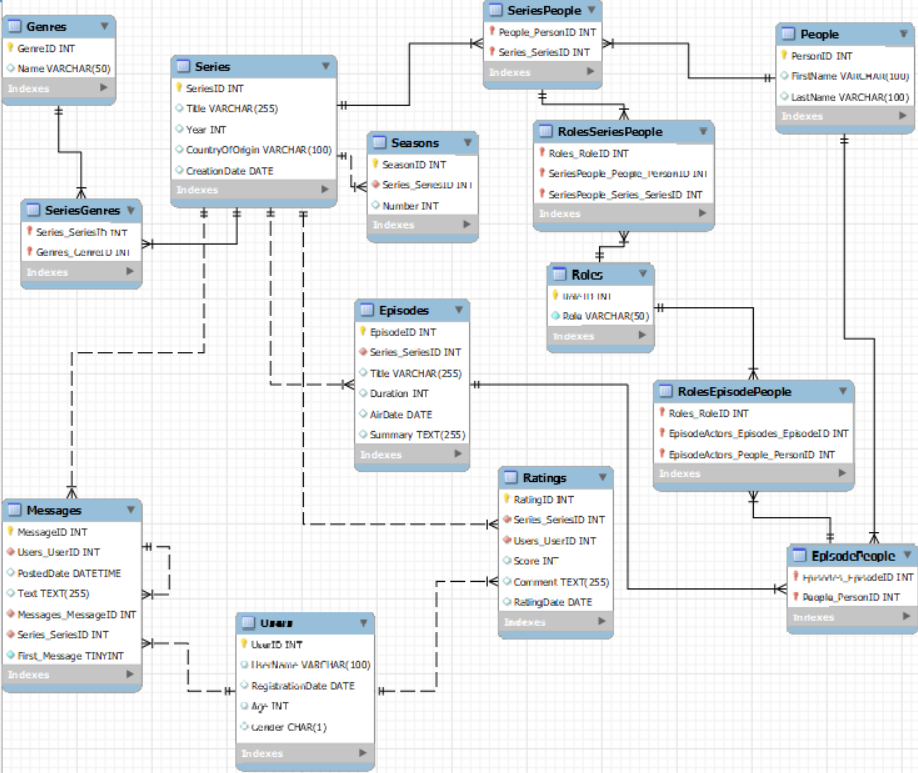 Genres
GenreID INT
Name VARCHAR(50)
Indexes
Series
SeriesID INT
Title VARCHAR(255)
Year INT
CountryOfOrigin VARCHAR(100)
CreationDate DATE
Indexes
SeriesPeople
People_PersonID INT
Series_SeriesID INT
Indexes
People
PersonID INT
FirstName VARCHAR(100)
LastName VARCHAR(100)
Indexes
Seasons
SeasonID INT
Series_SeriesID INT
Number INT
Indexes
RolesSeriesPeople
Roles_RoleID INT
SeriesPeople_People_PersonID INT
SeriesPeople_Series_SeriesID INT
Indexes
SeriesGenres
Series_SeriesID INT
Genres_GenreID INT
Indexes
Roles
RoleID INT
Role VARCHAR(50)
Indexes
Episodes
EpisodeID INT
Series_SeriesID INT
Title VARCHAR(255)
Duration INT
AirDate DATE
Summary TEXT(255)
Indexes
RolesEpisodePeople
Roles_RoleID INT
EpisodeActors_Episodes_EpisodeID INT
EpisodeActors_People_PersonID INT
Indexes
Ratings
RatingID INT
Series_SeriesID INT
Users_UserID INT
Score INT
Comment TEXT(255)
RatingDate DATE
Indexes
Messages
MessageID INT
Users_UserID INT
PostedDate DATETIME
Text TEXT(255)
Messages_MessageID INT
Series_SeriesID INT
First_Message TINYINT
Indexes
EpisodePeople
Episodes_EpisodeID INT
People_PersonID INT
Indexes
Users
UserID INT
UserName VARCHAR(100)
RegistrationDate DATE
Age INT
Gender CHAR(1)
Indexes